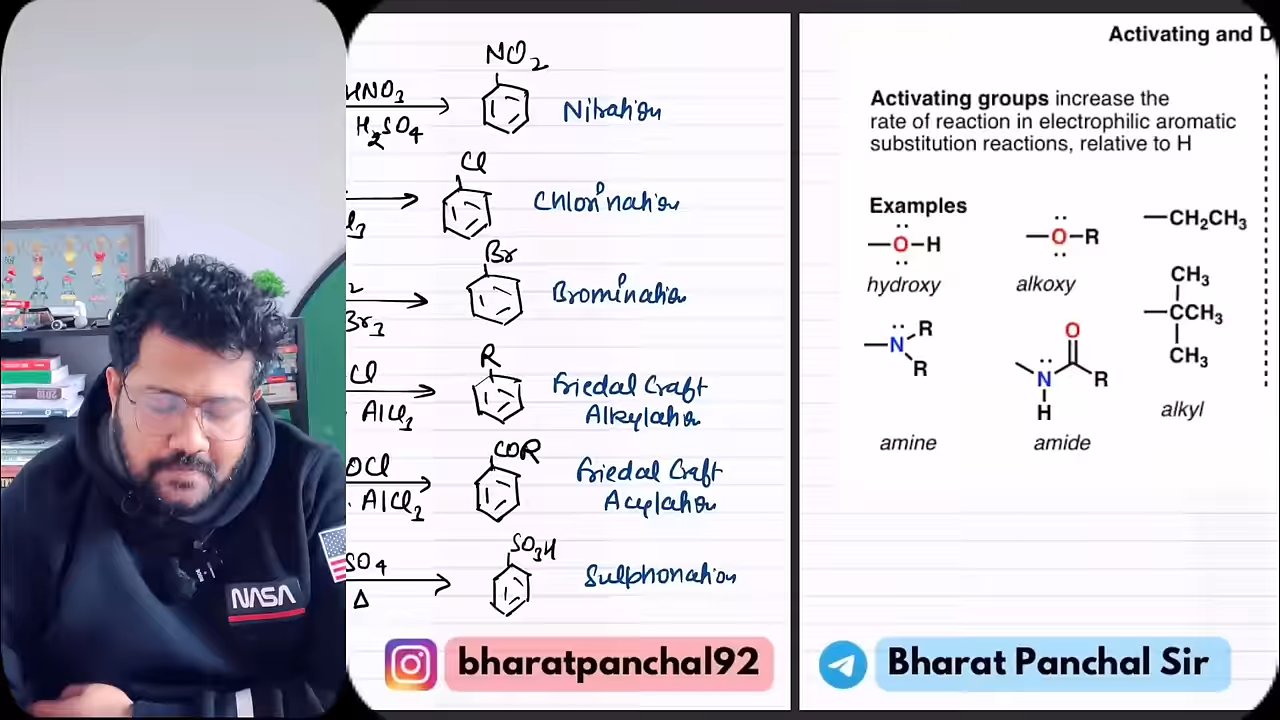 HNO₃
H₂SO₄
NO₂
Nitration
Cl
Chlorination
Br
Bromination
Cl
AlCl₃
R
Friedal Craft
Alkylation
OCl
. AlCl₃
COR
Friedal Craft
Acylation
SO₄
Δ
SO₃H
Sulphonation
Activating and D
Activating groups increase the
rate of reaction in electrophilic aromatic
substitution reactions, relative to H
Examples
O–H
hydroxy
O–R
alkoxy
CH₂CH₃
CH₃
CCH₃
CH₃
alkyl
N R
R
amine
O
N R
H
amide
NASA
bharatpanchal92
Bharat Panchal Sir